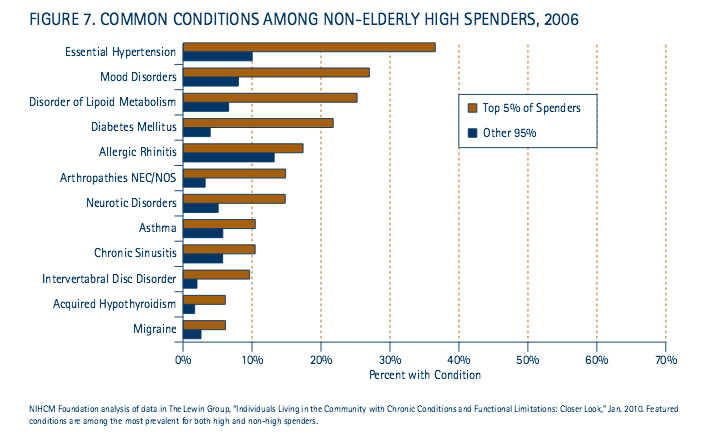 FIGURE 7. COMMON CONDITIONS AMONG NON-ELDERLY HIGH SPENDERS, 2006
Essential Hypertension
Mood Disorders
Disorder of Lipoid Metabolism
Diabetes Mellitus
Allergic Rhinitis
Arthropathies NEC/NOS
Neurotic Disorders
Asthma
Chronic Sinusitis
Intervertabral Disc Disorder
Acquired Hypothyroidism
Migraine
Top 5% of Spenders
Other 95%
0% 10% 20% 30% 40% 50% 60% 70%
Percent with Condition
NIHCM Foundation analysis of data in The Lewin Group, "Individuals Living in the Community with Chronic Conditions and Functional Limitations: Closer Look," Jan. 2010. Featured
conditions are among the most prevalent for both high and non-high spenders.